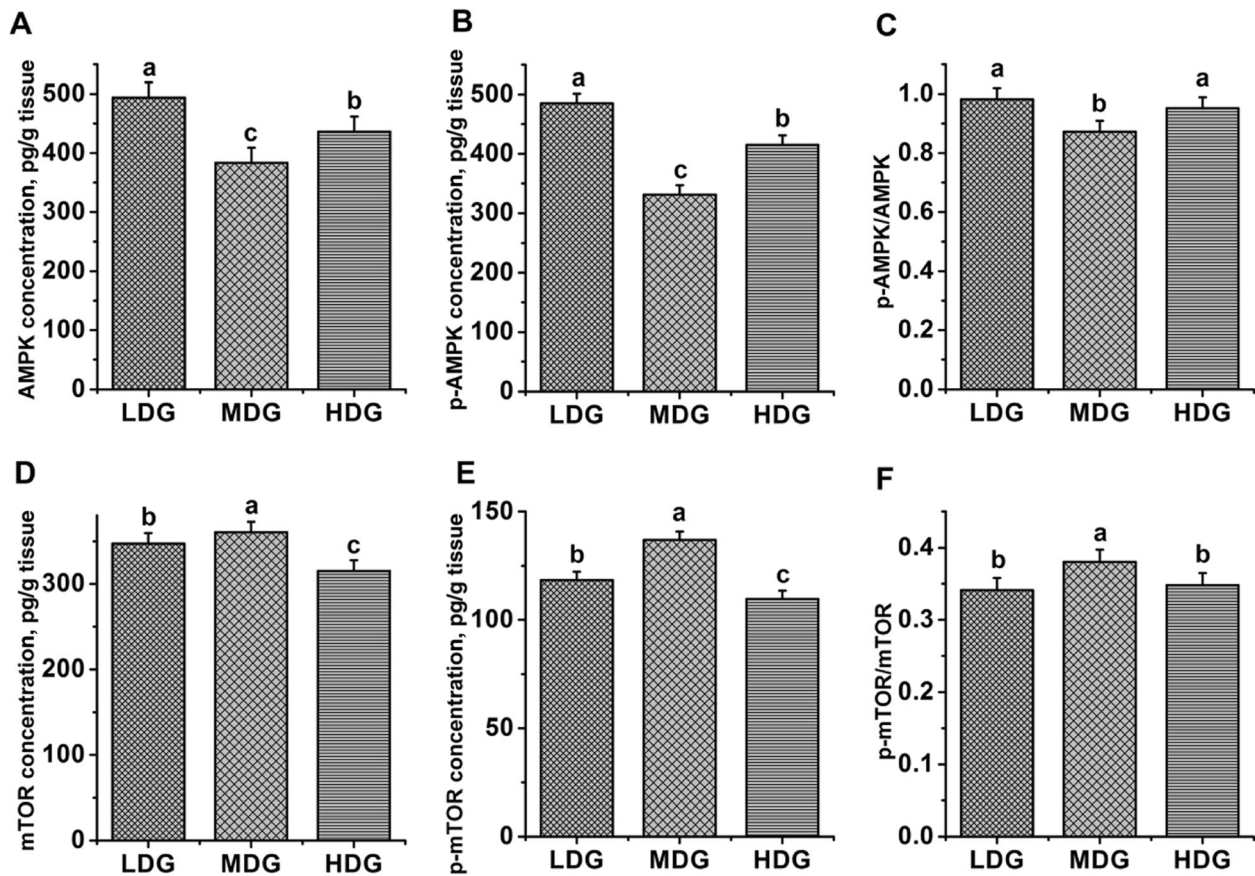 A
AMPK concentration, pg/g tissue
500
400
300
200
100
0
a
c
b
LDG MDG HDG
B
p-AMPK concentration, pg/g tissue
500
400
300
200
100
0
a
c
b
LDG MDG HDG
C
p-AMPK/AMPK
1.0
0.8
0.6
0.4
0.2
0.0
a
b
a
LDG MDG HDG
D
mTOR concentration, pg/g tissue
300
200
100
0
b
a
c
LDG MDG HDG
E
p-mTOR concentration, pg/g tissue
150
100
50
0
b
a
c
LDG MDG HDG
F
p-mTOR/mTOR
0.4
0.3
0.2
0.1
0.0
b
a
b
LDG MDG HDG